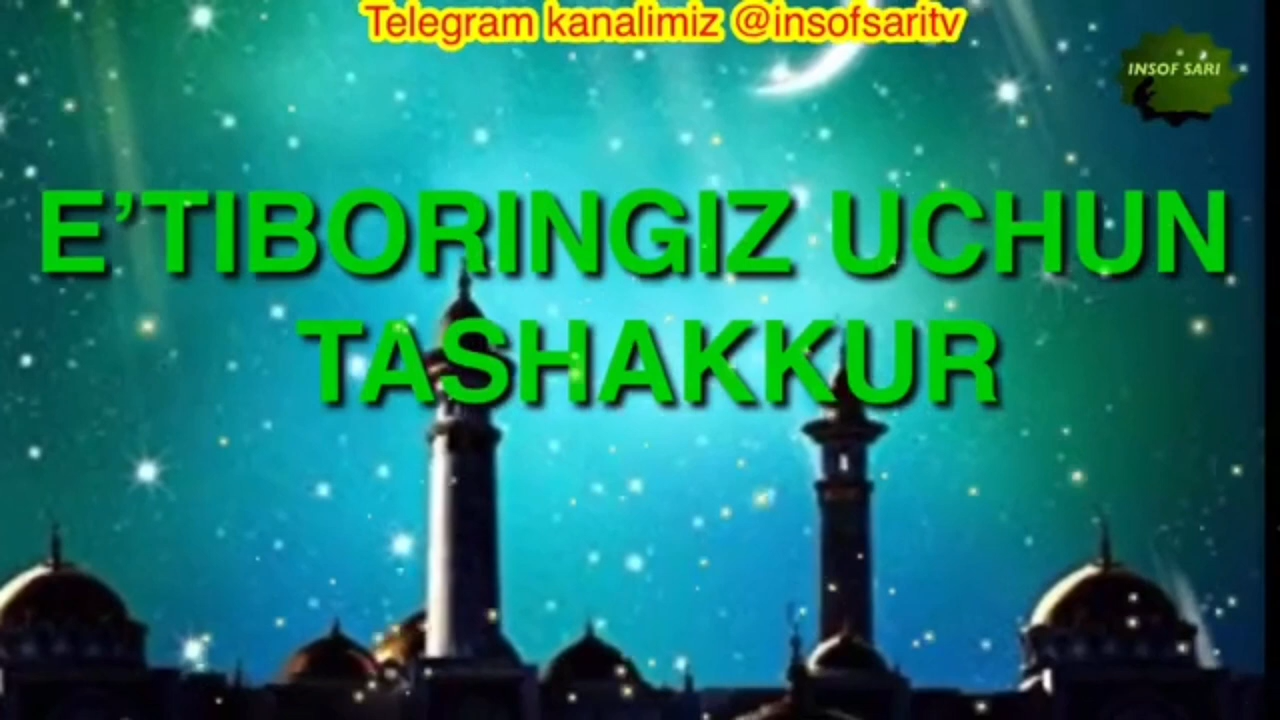 Telegram kanalimiz @insofsaritv
INSOF SARI
E’TIBORINGIZ UCHUN
TASHAKKUR